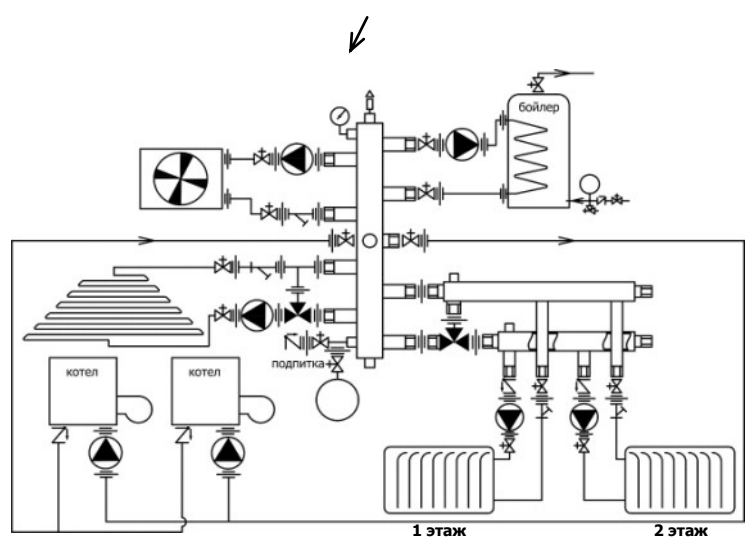 бойлер
подпитка
котел
котел
1 этаж
2 этаж